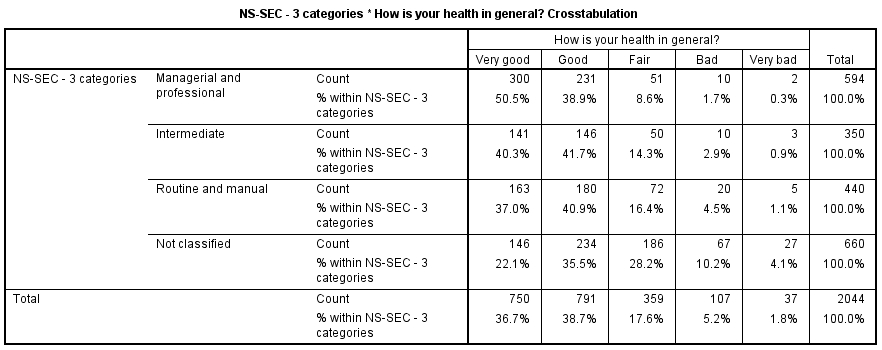 NS-SEC - 3 categories * How is your health in general? Crosstabulation
How is your health in general?
Very good Good Fair Bad Very bad Total
NS-SEC - 3 categories Managerial and professional Count 300 231 51 10 2 594
% within NS-SEC - 3 categories 50.5% 38.9% 8.6% 1.7% 0.3% 100.0%
Intermediate Count 141 146 50 10 3 350
% within NS-SEC - 3 categories 40.3% 41.7% 14.3% 2.9% 0.9% 100.0%
Routine and manual Count 163 180 72 20 5 440
% within NS-SEC - 3 categories 37.0% 40.9% 16.4% 4.5% 1.1% 100.0%
Not classified Count 146 234 186 67 27 660
% within NS-SEC - 3 categories 22.1% 35.5% 28.2% 10.2% 4.1% 100.0%
Total Count 750 791 359 107 37 2044
% within NS-SEC - 3 categories 36.7% 38.7% 17.6% 5.2% 1.8% 100.0%